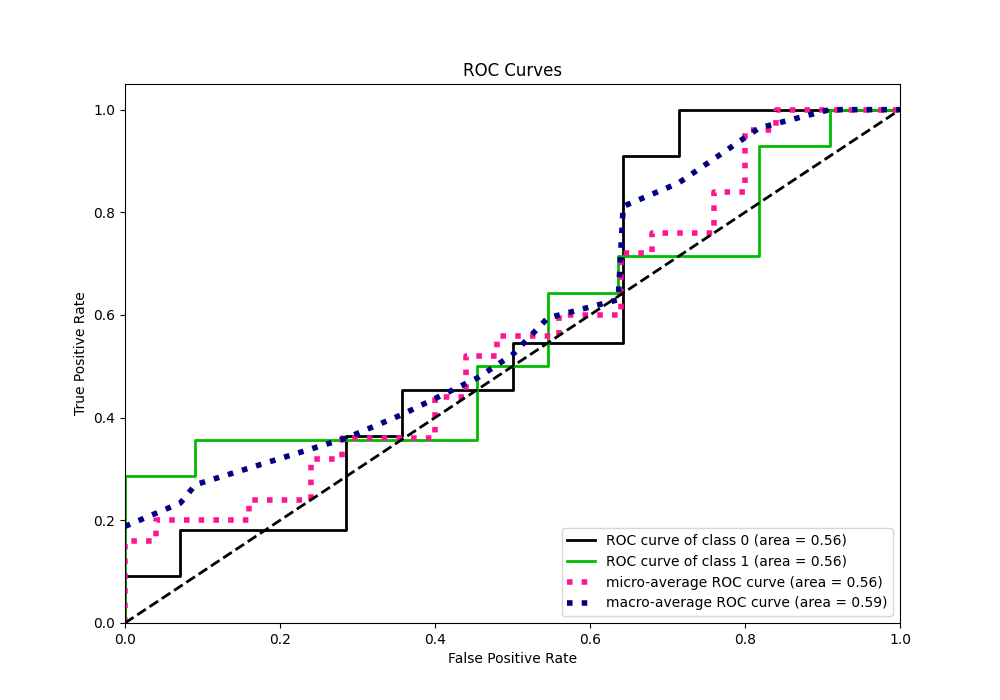 ROC Curves
True Positive Rate
1.0
0.8
0.6
0.4
0.2
0.0
0.0 0.2 0.4 0.6 0.8 1.0
False Positive Rate
ROC curve of class 0 (area = 0.56)
ROC curve of class 1 (area = 0.56)
micro-average ROC curve (area = 0.56)
macro-average ROC curve (area = 0.59)